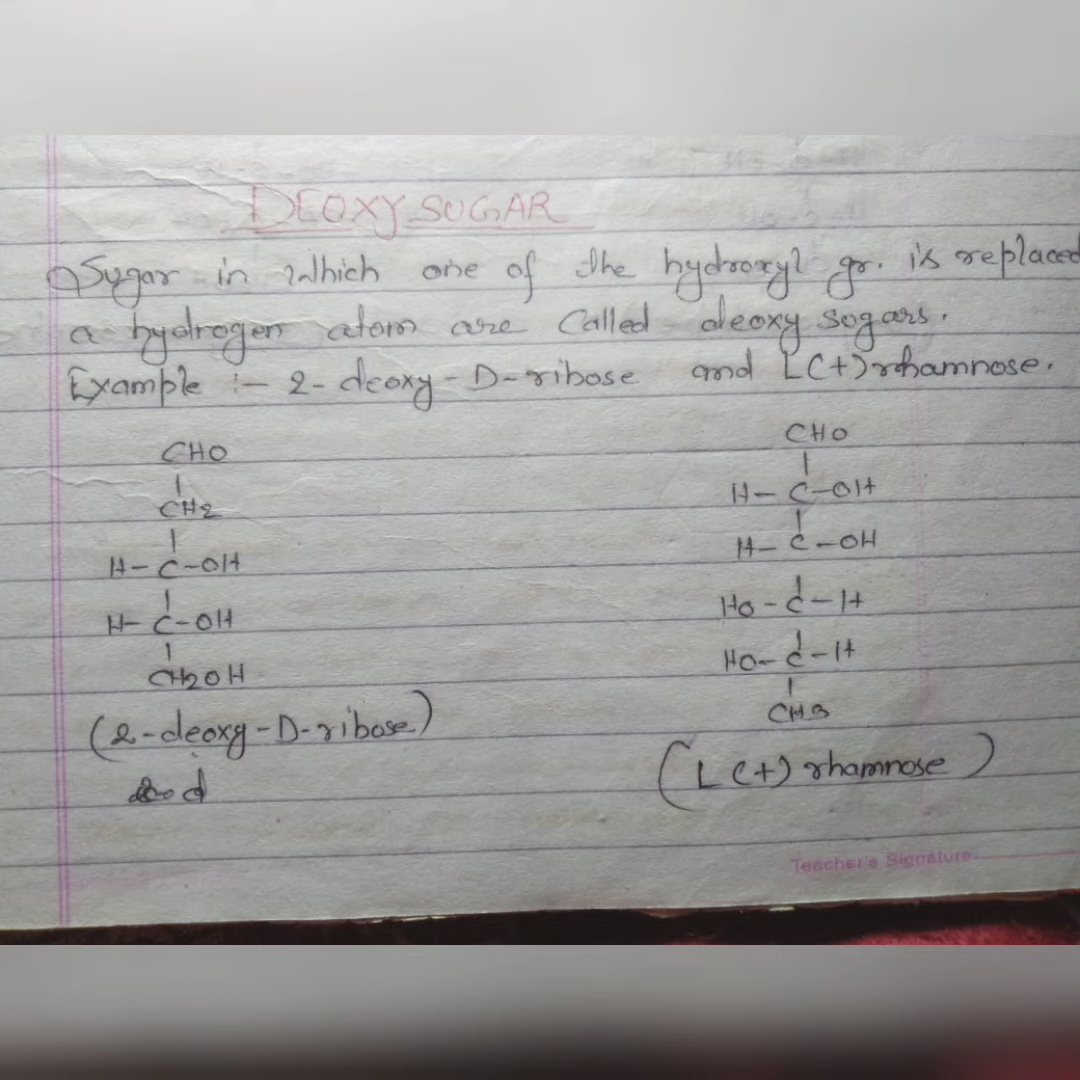 DEOXY SUGAR
Sugar in which one of the hydroxyl gr. is replaced
a hydrogen atom are Called deoxy sogars.
Example :- 2-deoxy-D-ribose and L(+)rhamnose.
CHO
|
CH2
|
H-C-OH
|
H-C-OH
|
CH2OH
(2-deoxy-D-ribose)
d
CHO
|
H-C-OH
|
H-C-OH
|
HO-C-H
|
HO-C-H
|
CH3
(L(+) rhamnose)
Teacher's Signature